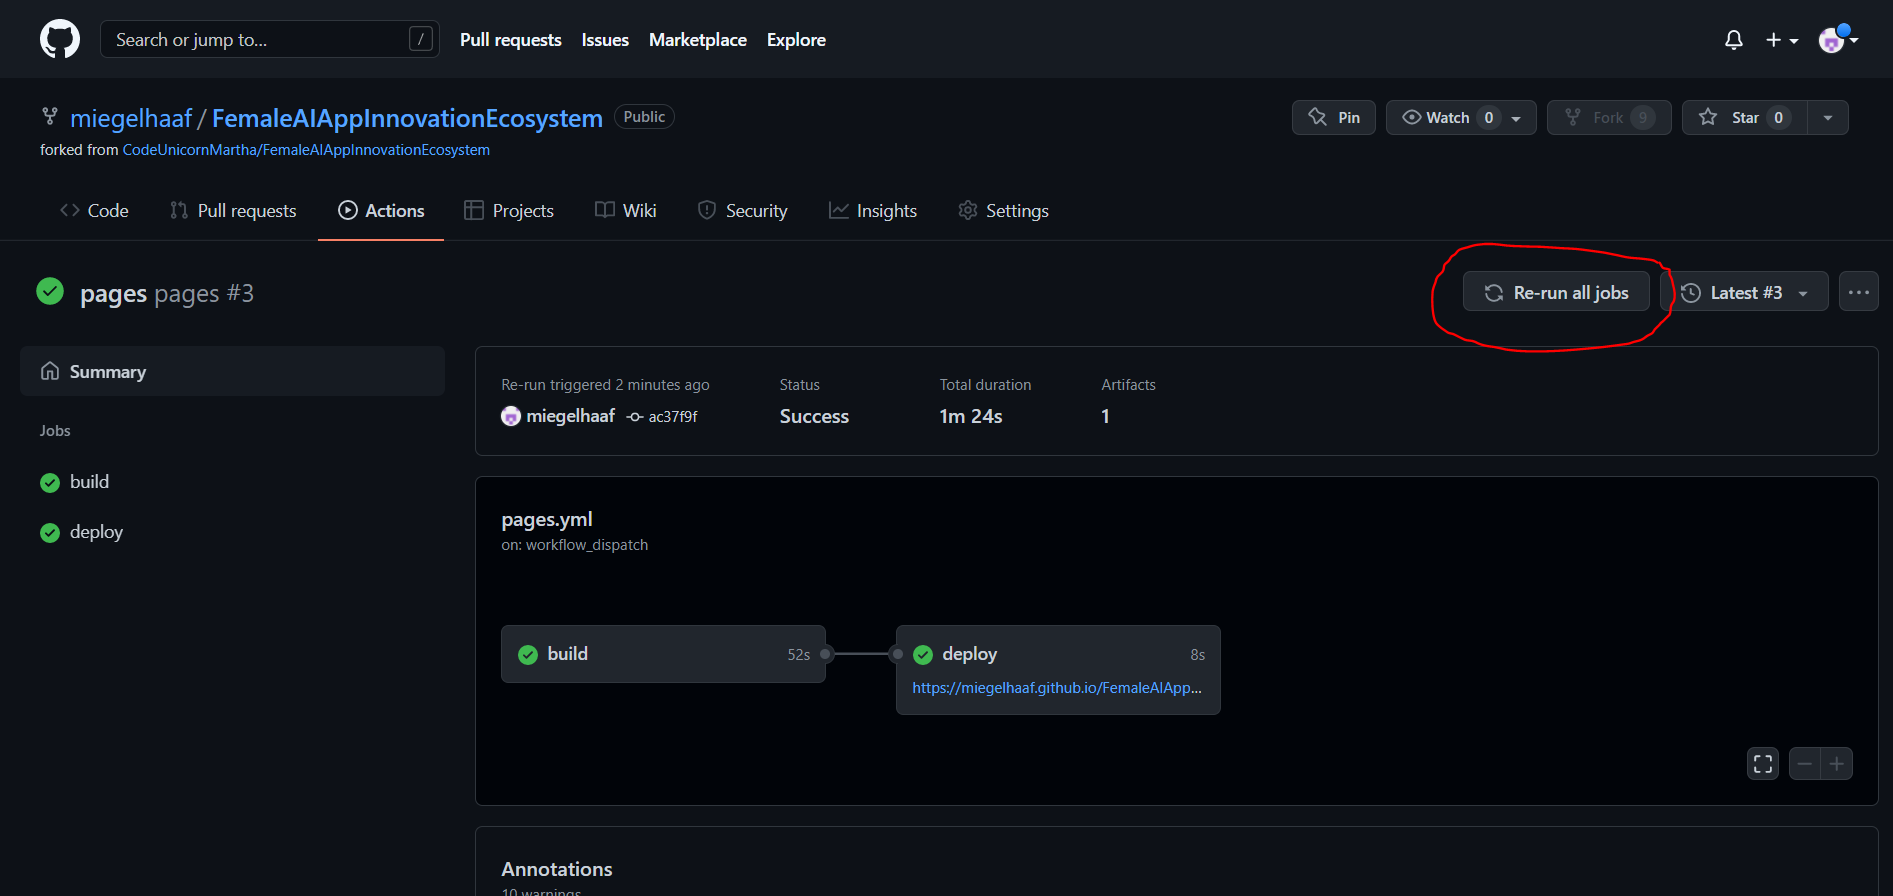 Search or jump to... /
Pull requests Issues Marketplace Explore
miegelhaaf / FemaleAIAppInnovationEcosystem Public
Pin Watch 0 Fork 9 Star 0
forked from CodeUnicornMartha/FemaleAIAppInnovationEcosystem
Code Pull requests Actions Projects Wiki Security Insights Settings
pages pages #3
Re-run all jobs Latest #3
Summary
Jobs
build
deploy
Re-run triggered 2 minutes ago Status Total duration Artifacts
miegelhaaf ac37f9f Success 1m 24s 1
pages.yml
on: workflow_dispatch
build 52s
deploy 8s
https://miegelhaaf.github.io/FemaleAIApp...
Annotations
10 warnings